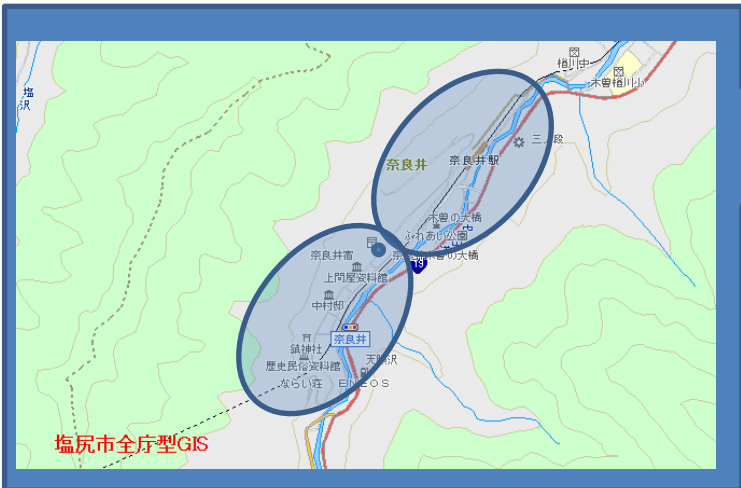 楢川中
木曽楢川小
塩
沢
三ノ段
奈良井駅
奈良井
木曽の大橋
ふれあい公園
奈良井宿
奈良井木曽の大橋
19
上問屋資料館
中村邸
奈良井
鎮神社
天照沢
歴史民俗資料館
ならい荘
ENEOS
塩尻市全庁型GIS